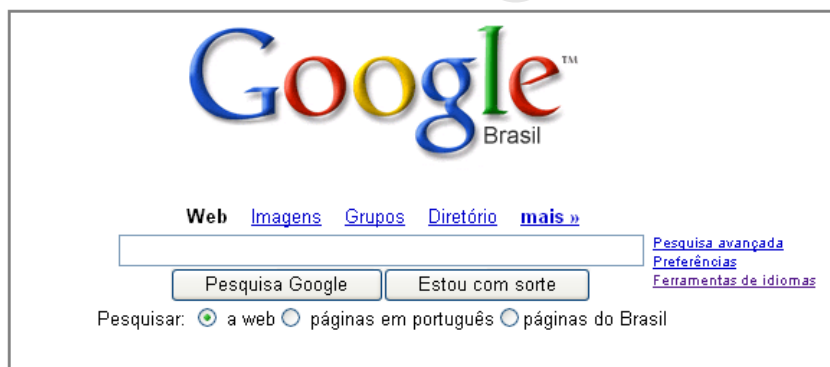 Google™
Brasil
Web Imagens Grupos Diretório mais »
Pesquisa avançada
Preferências
Ferramentas de idiomas
Pesquisa Google Estou com sorte
Pesquisar: a web páginas em português páginas do Brasil